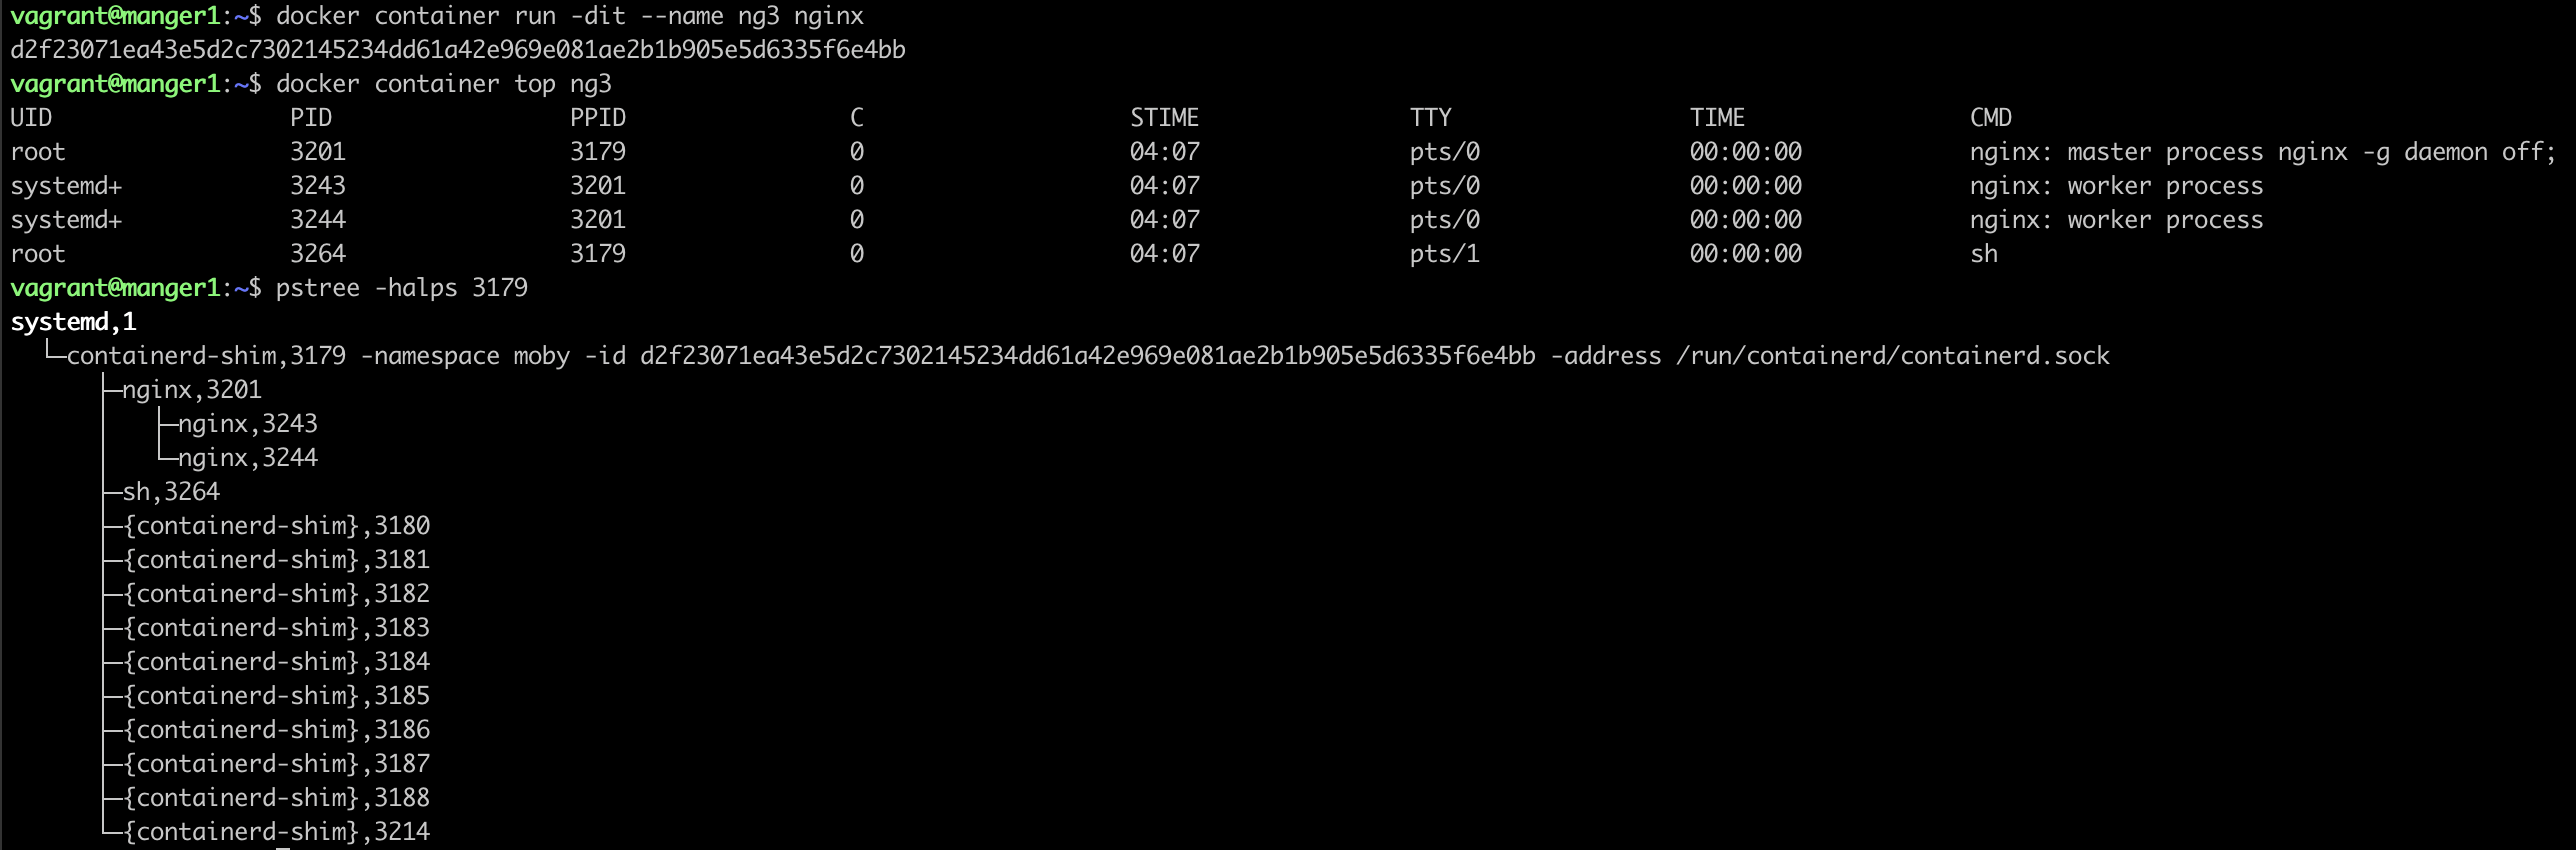 vagrant@manger1:~$ docker container run -dit --name ng3 nginx
d2f23071ea43e5d2c7302145234dd61a42e969e081ae2b1b905e5d6335f6e4bb
vagrant@manger1:~$ docker container top ng3
UID PID PPID C STIME TTY TIME CMD
root 3201 3179 0 04:07 pts/0 00:00:00 nginx: master process nginx -g daemon off;
systemd+ 3243 3201 0 04:07 pts/0 00:00:00 nginx: worker process
systemd+ 3244 3201 0 04:07 pts/0 00:00:00 nginx: worker process
root 3264 3179 0 04:07 pts/1 00:00:00 sh
vagrant@manger1:~$ pstree -halps 3179
systemd,1
└─containerd-shim,3179 -namespace moby -id d2f23071ea43e5d2c7302145234dd61a42e969e081ae2b1b905e5d6335f6e4bb -address /run/containerd/containerd.sock
├─nginx,3201
│ ├─nginx,3243
│ └─nginx,3244
├─sh,3264
├─{containerd-shim},3180
├─{containerd-shim},3181
├─{containerd-shim},3182
├─{containerd-shim},3183
├─{containerd-shim},3184
├─{containerd-shim},3185
├─{containerd-shim},3186
├─{containerd-shim},3187
├─{containerd-shim},3188
└─{containerd-shim},3214